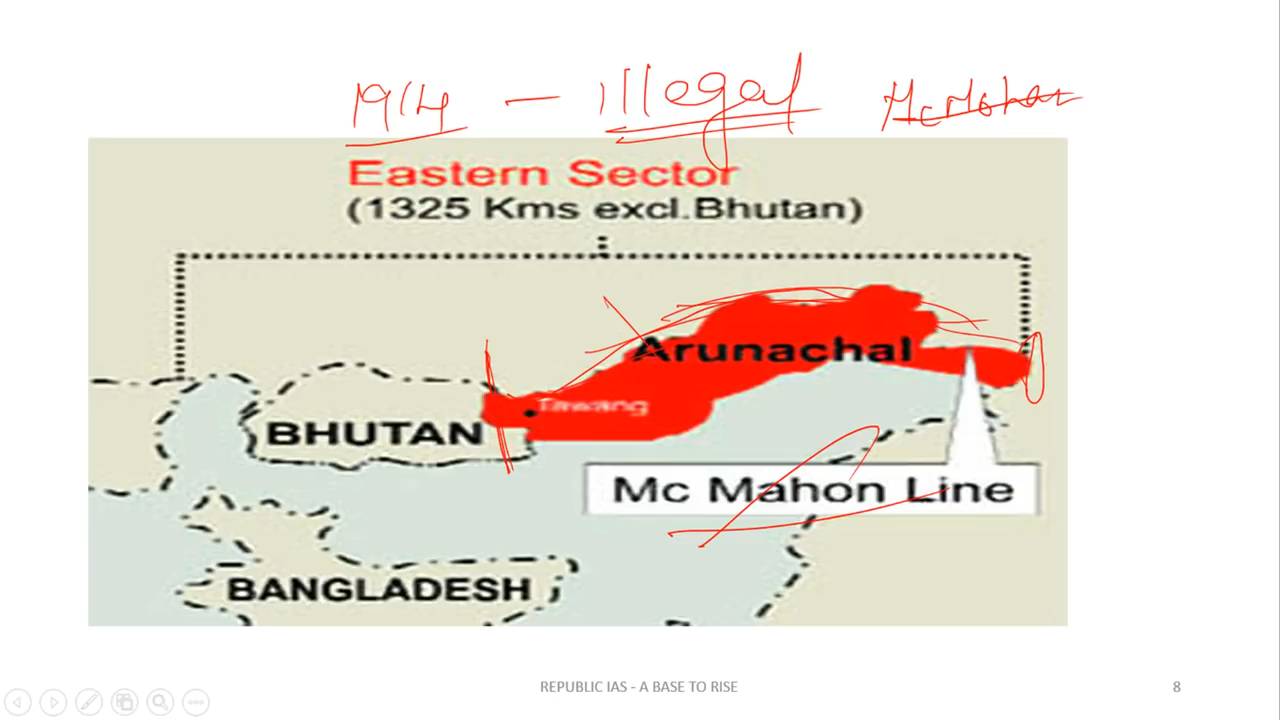 1914 - illegal McMohan
Eastern Sector
(1325 Kms excl.Bhutan)
Arunachal
Tawang
BHUTAN
Mc Mahon Line
BANGLADESH
REPUBLIC IAS - A BASE TO RISE
8